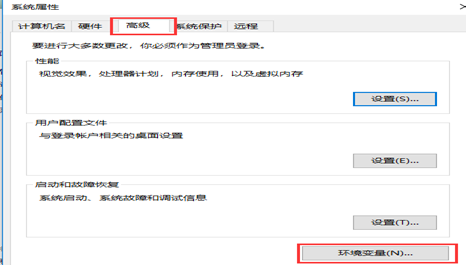 系统属性
计算机名 硬件 高级 系统保护 远程
要进行大多数更改，你必须作为管理员登录。
性能
视觉效果，处理器计划，内存使用，以及虚拟内存
设置(S)...
用户配置文件
与登录帐户相关的桌面设置
设置(E)...
启动和故障恢复
系统启动、系统故障和调试信息
设置(T)...
环境变量(N)...